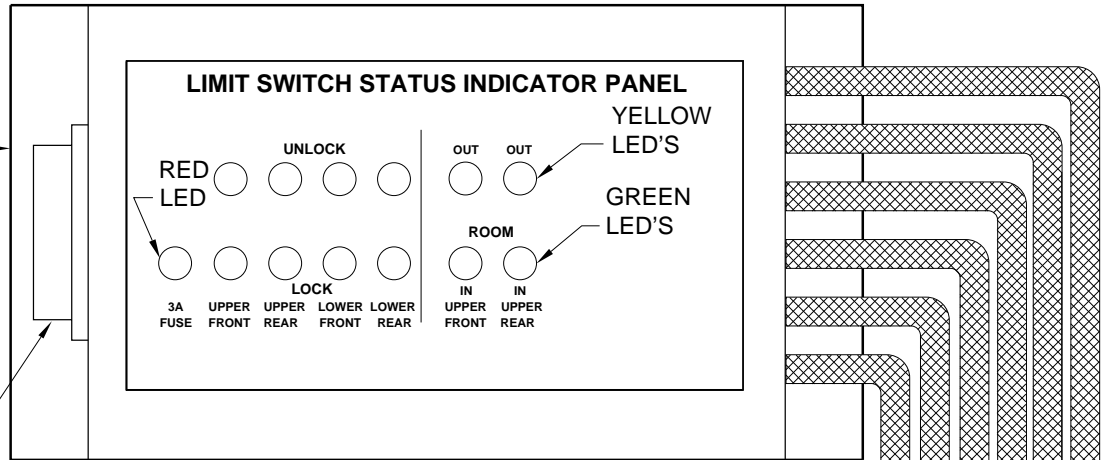 LIMIT SWITCH STATUS INDICATOR PANEL
YELLOW
LED'S
UNLOCK
OUT OUT
RED
LED
GREEN
LED'S
ROOM
LOCK
3A
FUSE
UPPER
FRONT
UPPER
REAR
LOWER
FRONT
LOWER
REAR
IN
UPPER
FRONT
IN
UPPER
REAR